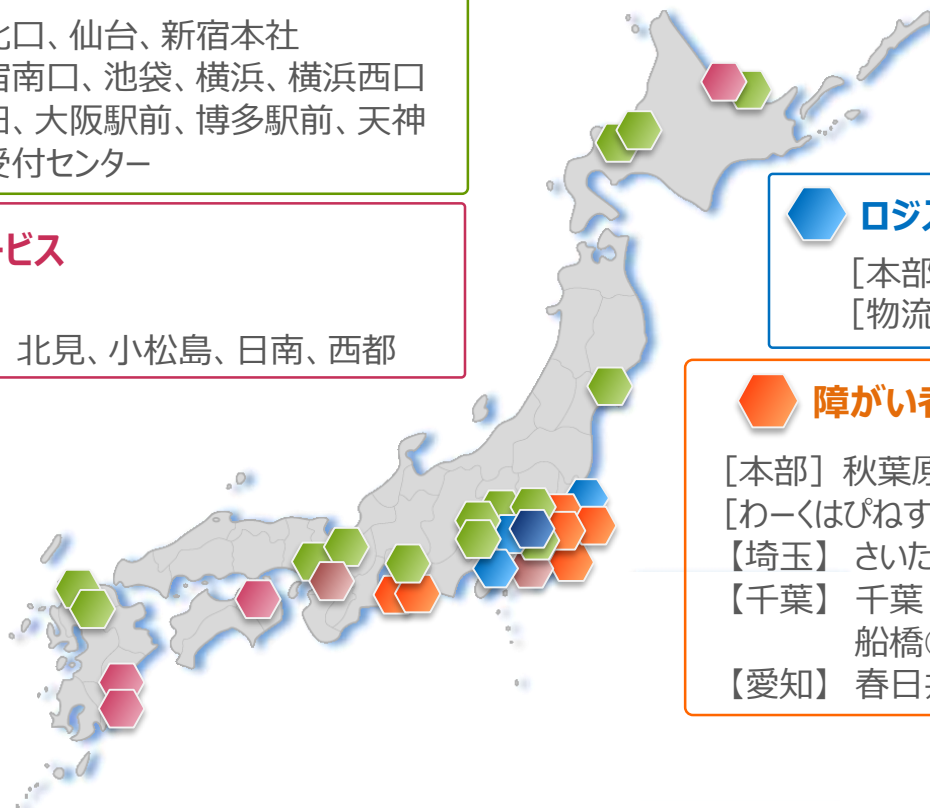 北口、仙台、新宿本社
宿南口、池袋、横浜、横浜西口
田、大阪駅前、博多駅前、天神
受付センター
ービス
北見、小松島、日南、西都
ロジス
[本部
[物流
障がい者
[本部] 秋葉原
[わーくはぴねす
【埼玉】 さいた
【千葉】 千葉
船橋
【愛知】 春日井